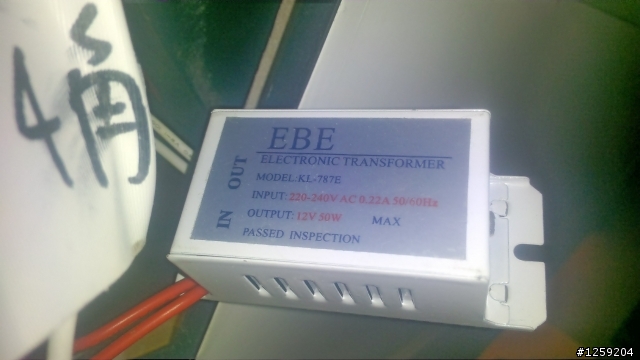 4角
EBE
ELECTRONIC TRANSFORMER
MODEL:KL-787E
INPUT: 220-240V AC 0.22A 50/60Hz
OUTPUT: 12V 50W MAX
PASSED INSPECTION
OUT
IN
#1259204